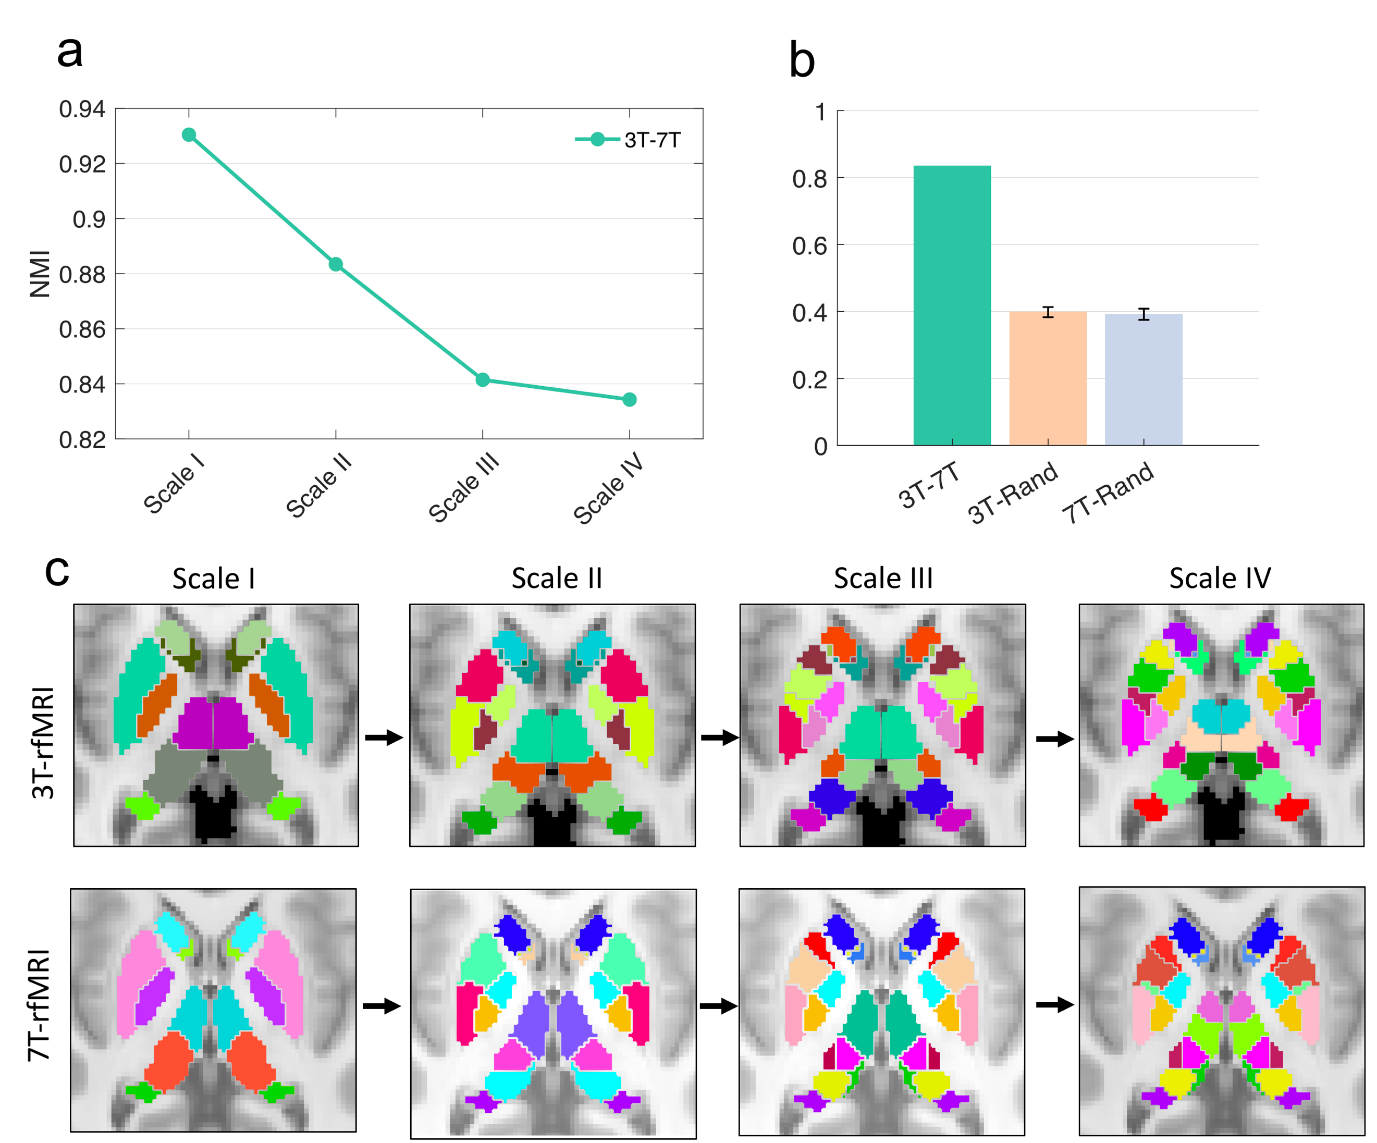 a
0.94
0.92
0.9
0.88
0.86
0.84
0.82
NMI
3T-7T
Scale I
Scale II
Scale III
Scale IV
b
1
0.8
0.6
0.4
0.2
0
3T-7T
3T-Rand
7T-Rand
c
Scale I
Scale II
Scale III
Scale IV
3T-rfMRI
7T-rfMRI